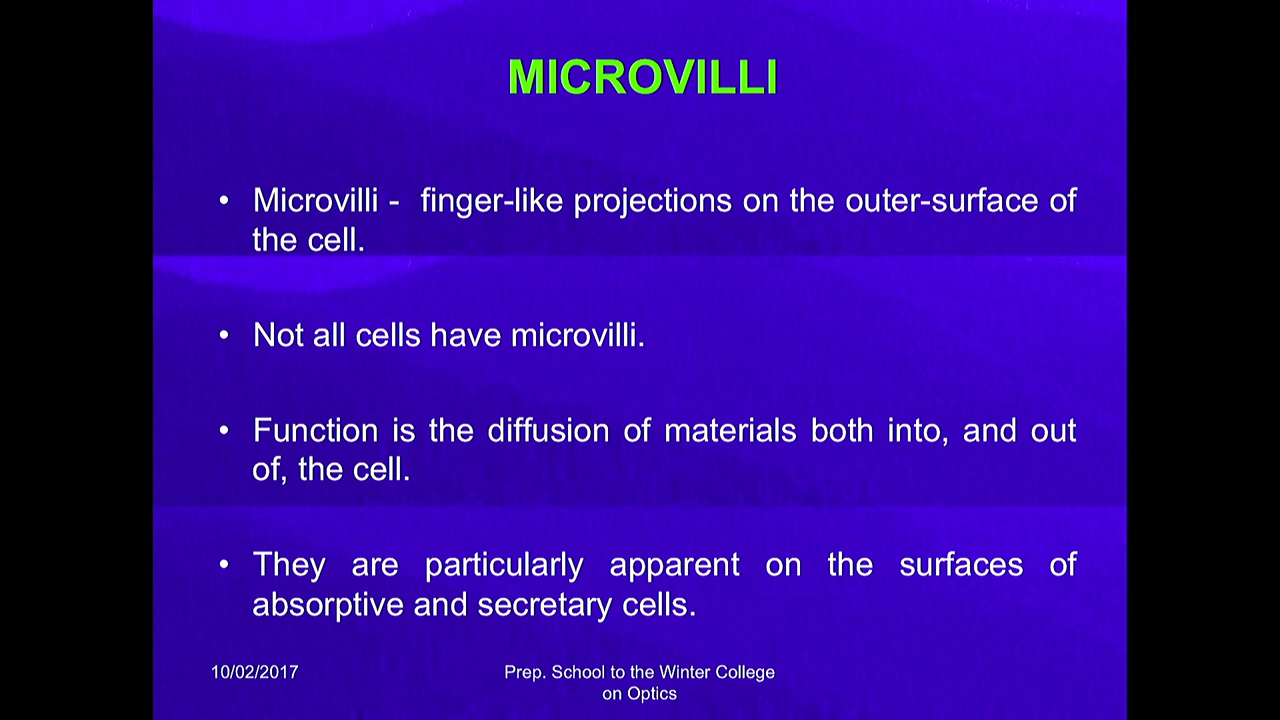 MICROVILLI
• Microvilli - finger-like projections on the outer-surface of
the cell.
• Not all cells have microvilli.
• Function is the diffusion of materials both into, and out
of, the cell.
• They are particularly apparent on the surfaces of
absorptive and secretary cells.
10/02/2017
Prep. School to the Winter College
on Optics